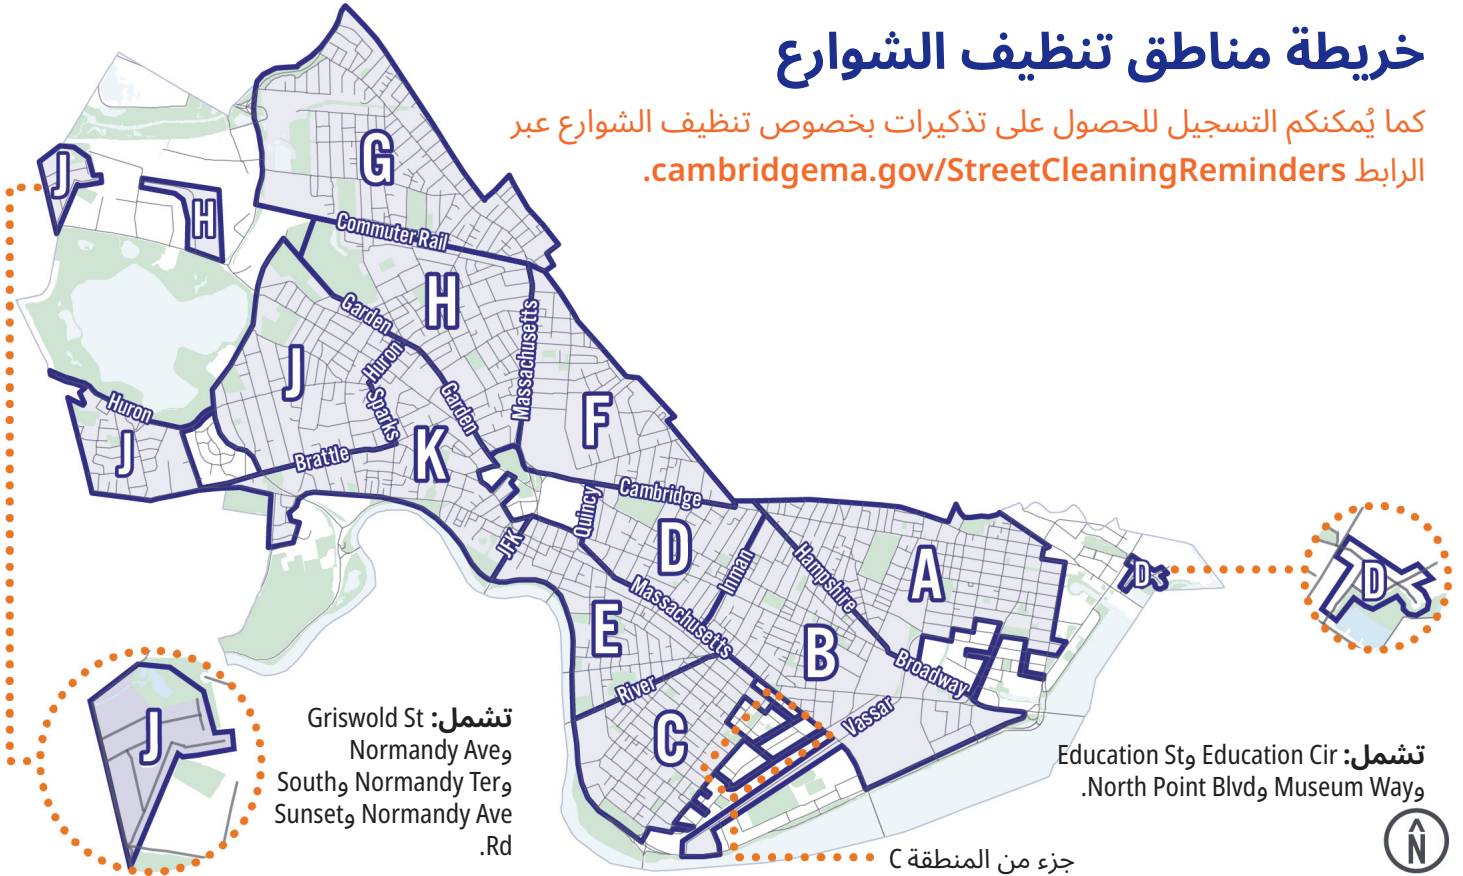 خريطة مناطق تنظيف الشوارع
كما يُمكنكم التسجيل للحصول على تذكيرات بخصوص تنظيف الشوارع عبر
الرابط cambridgema.gov/StreetCleaningReminders.
G
J
H
Commuter Rail
H
Garden
Massachusetts
Huron
J
Garden
Sparks
F
Huron
J
Brattle
K
Cambridge
Quincy
JFK
D
Inman
Hampshire
A
D
D
Massachusetts
E
B
Broadway
River
C
Vassar
J
تشمل: Griswold St
وNormandy Ave
وNormandy Ter وSouth
Normandy Ave وSunset
Rd.
تشمل: Education Cir وEducation St
وMuseum Way وNorth Point Blvd.
جزء من المنطقة C
N